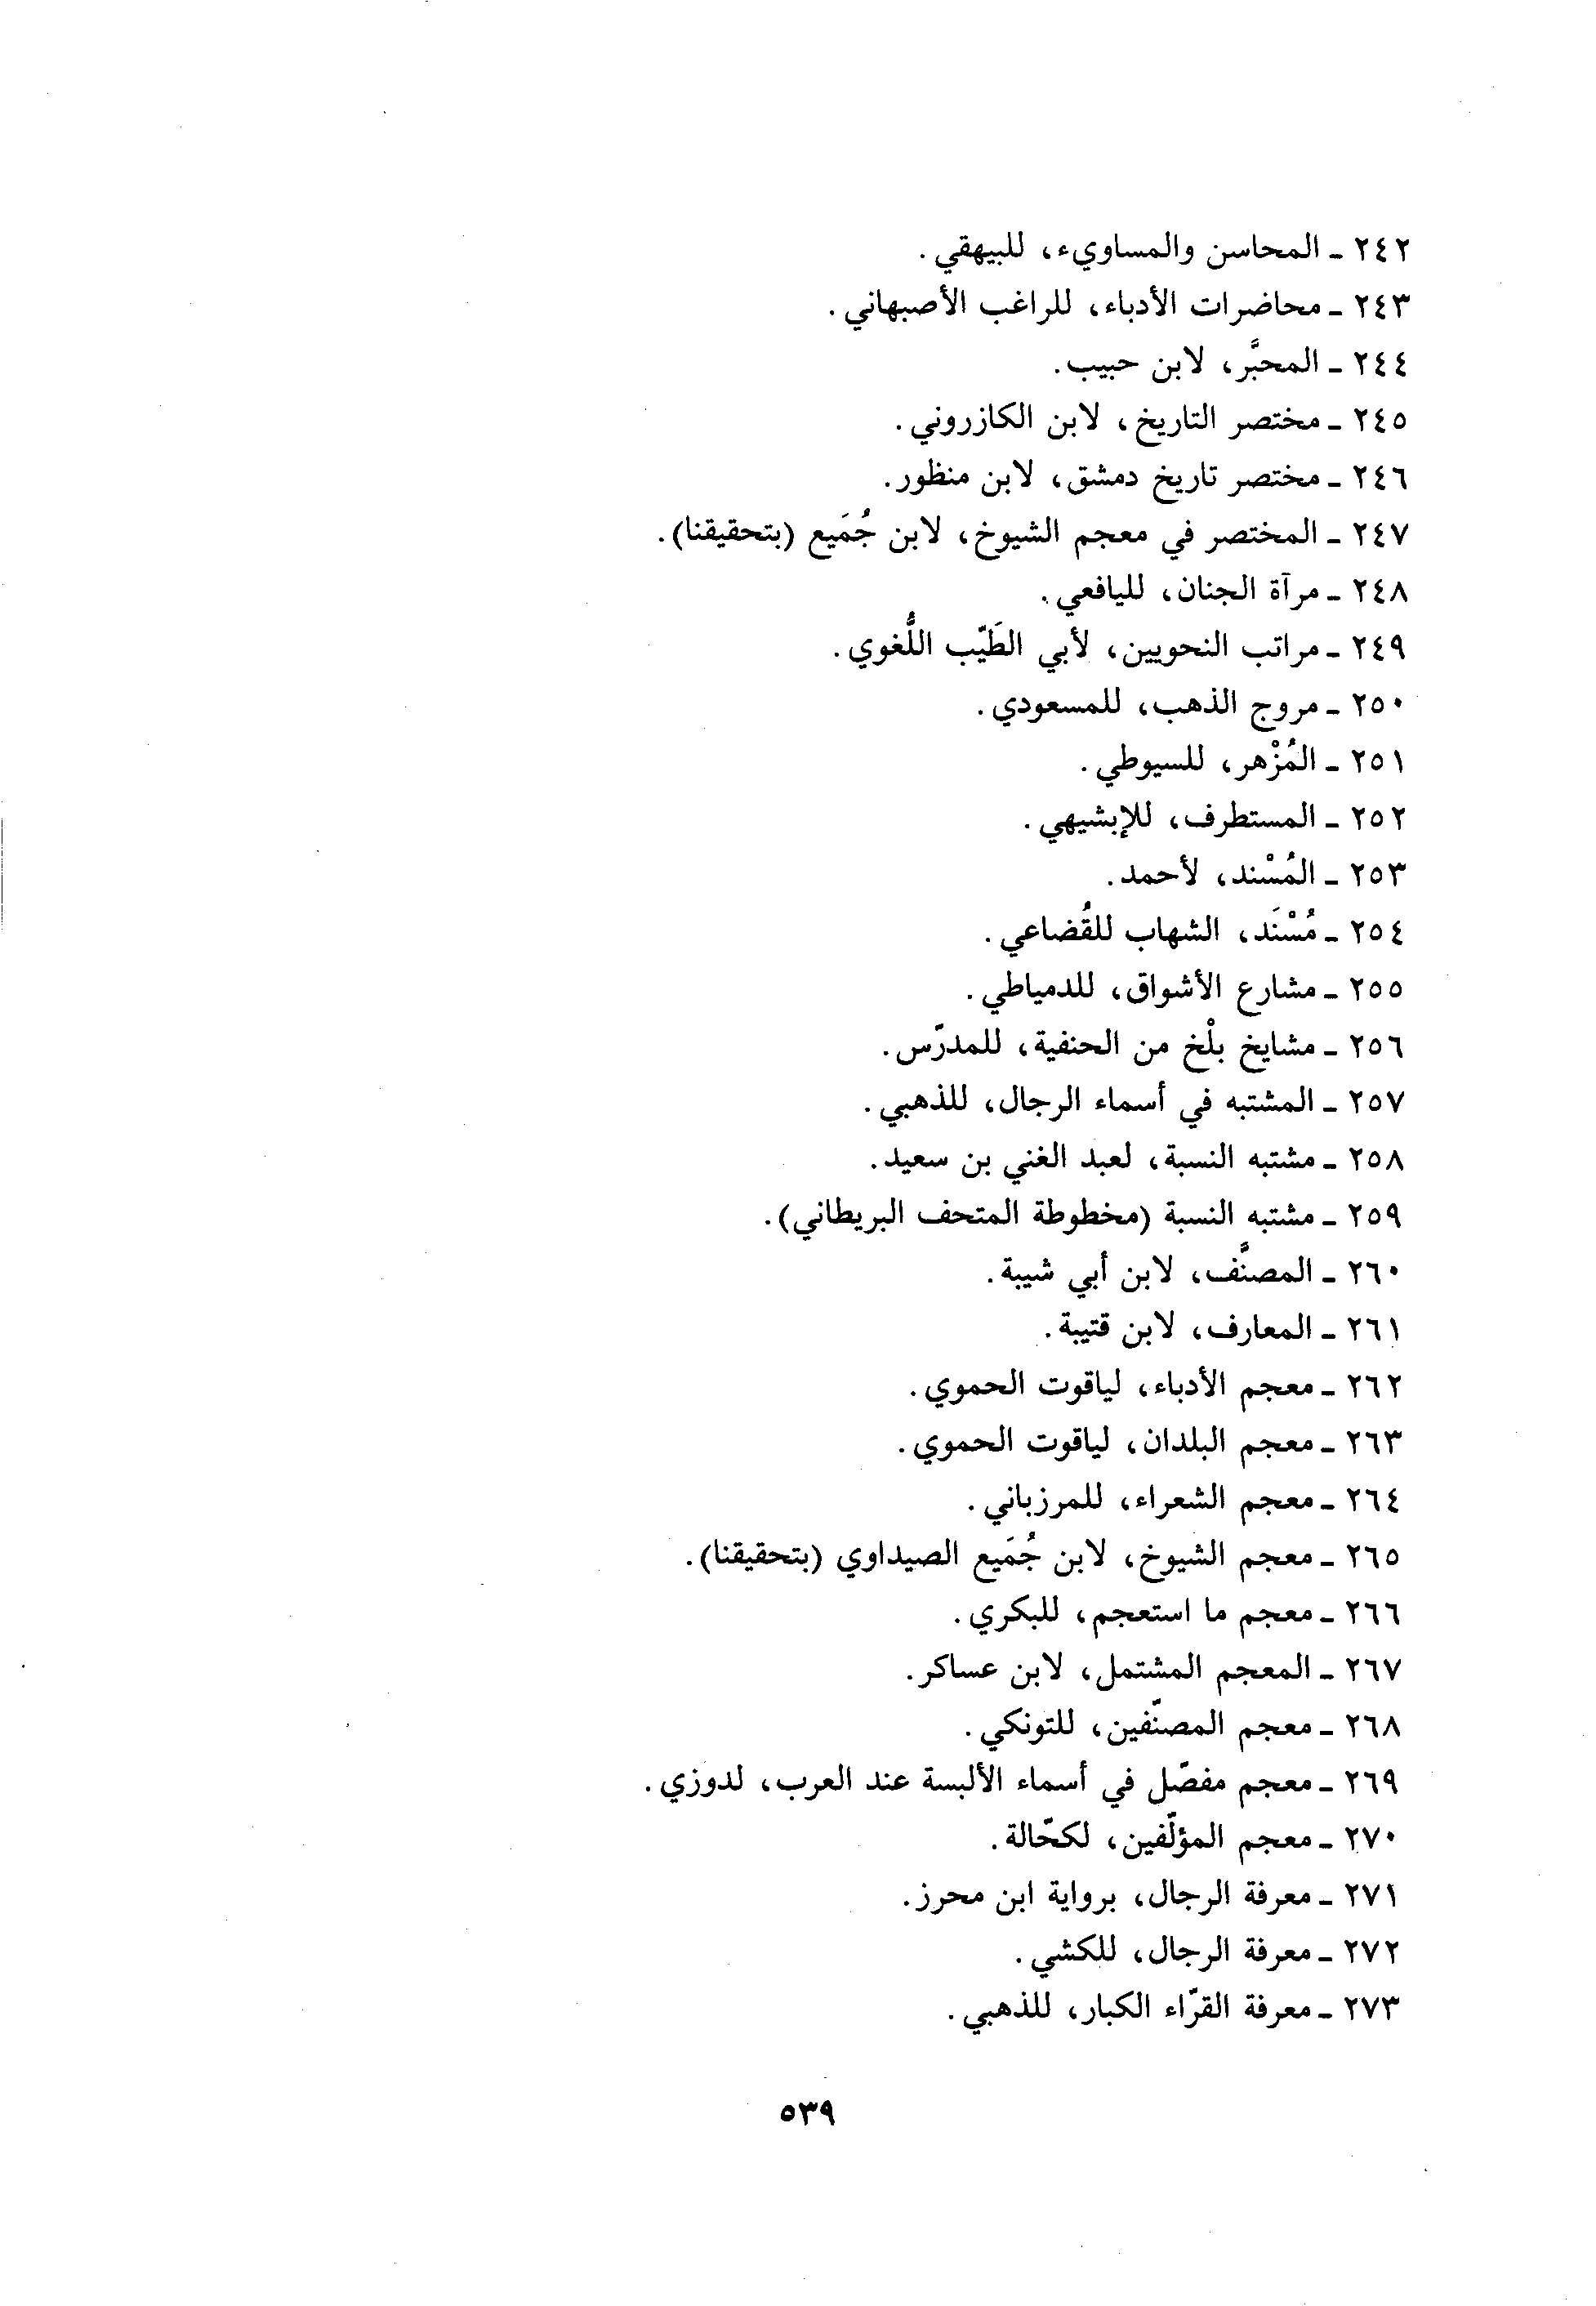 ٢٤٢ - المحاسن والمساويء، للبيهقي.
٢٤٣ - محاضرات الأدباء، للراغب الأصبهاني.
٢٤٤ - المحبَّر، لابن حبيب.
٢٤٥ - مختصر التاريخ، لابن الكازروني.
٢٤٦ - مختصر تاريخ دمشق، لابن منظور.
٢٤٧ - المختصر في معجم الشيوخ، لابن جُمَيع (بتحقيقنا).
٢٤٨ - مرآة الجنان، لليافعي.
٢٤٩ - مراتب النحويين، لأبي الطَيّب اللُّغوي.
٢٥٠ - مروج الذهب، للمسعودي.
٢٥١ - المُزْهر، للسيوطي.
٢٥٢ - المستطرف، للإبشيهي.
٢٥٣ - المُسْند، لأحمد.
٢٥٤ - مُسْنَد، الشهاب للقُضاعي.
٢٥٥ - مشارع الأشواق، للدمياطي.
٢٥٦ - مشايخ بلْخ من الحنفية، للمدرّس.
٢٥٧ - المشتبه في أسماء الرجال، للذهبي.
٢٥٨ - مشتبه النسبة، لعبد الغني بن سعيد.
٢٥٩ - مشتبه النسبة (مخطوطة المتحف البريطاني).
٢٦٠ - المصنَّف، لابن أبي شيبة.
٢٦١ - المعارف، لابن قتيبة.
٢٦٢ - معجم الأدباء، لياقوت الحموي.
٢٦٣ - معجم البلدان، لياقوت الحموي.
٢٦٤ - معجم الشعراء، للمرزباني.
٢٦٥ - معجم الشيوخ، لابن جُمَيع الصيداوي (بتحقيقنا).
٢٦٦ - معجم ما استعجم، للبكري.
٢٦٧ - المعجم المشتمل، لابن عساكر.
٢٦٨ - معجم المصنّفين، للتونكي.
٢٦٩ - معجم مفصّل في أسماء الألبسة عند العرب، لدوزي.
٢٧٠ - معجم المؤلّفين، لكحّالة.
٢٧١ - معرفة الرجال، برواية ابن محرز.
٢٧٢ - معرفة الرجال، للكشي.
٢٧٣ - معرفة القرّاء الكبار، للذهبي.
٥٣٩